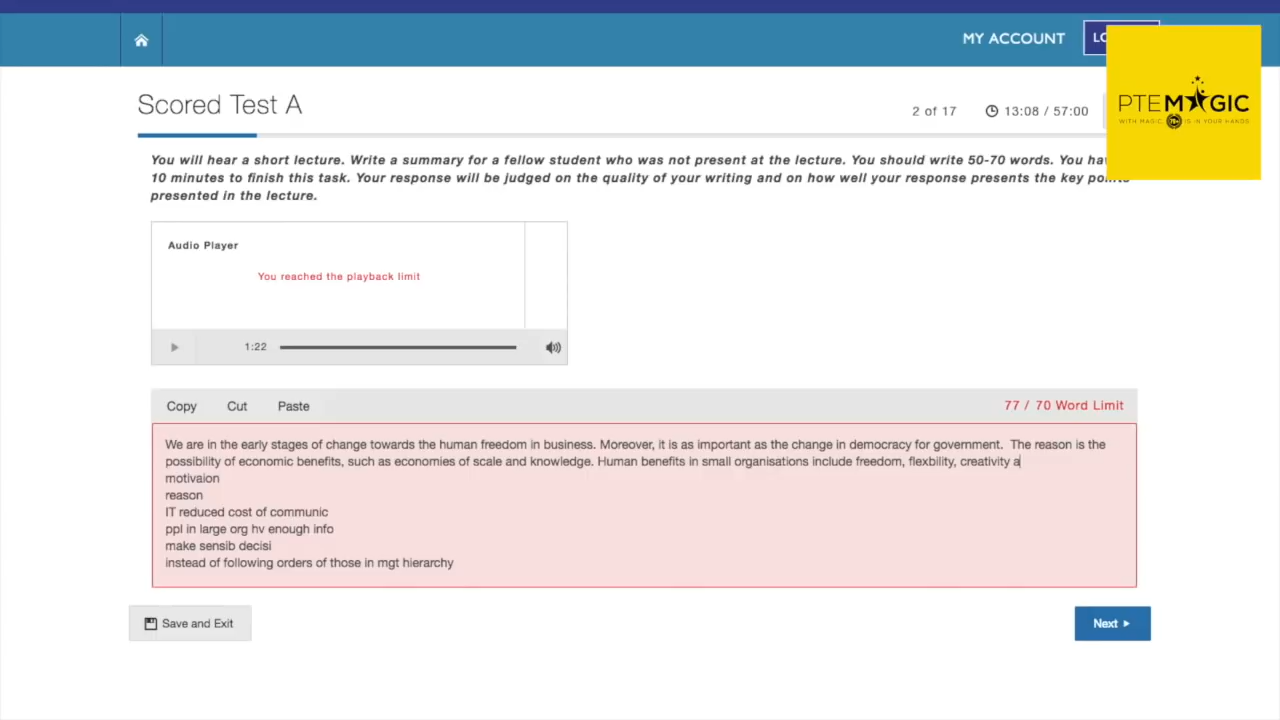 MY ACCOUNT
Scored Test A
2 of 17
13:08 / 57:00
PTEMAGIC
WITH MAGIC 79+ IS IN YOUR HANDS
You will hear a short lecture. Write a summary for a fellow student who was not present at the lecture. You should write 50-70 words. You
10 minutes to finish this task. Your response will be judged on the quality of your writing and on how well your response presents the key
presented in the lecture.
Audio Player
You reached the playback limit
1:22
Copy Cut Paste
77 / 70 Word Limit
We are in the early stages of change towards the human freedom in business. Moreover, it is as important as the change in democracy for government. The reason is the
possibility of economic benefits, such as economies of scale and knowledge. Human benefits in small organisations include freedom, flexbility, creativity a
motivaion
reason
IT reduced cost of communic
ppl in large org hv enough info
make sensib decisi
instead of following orders of those in mgt hierarchy
Save and Exit
Next